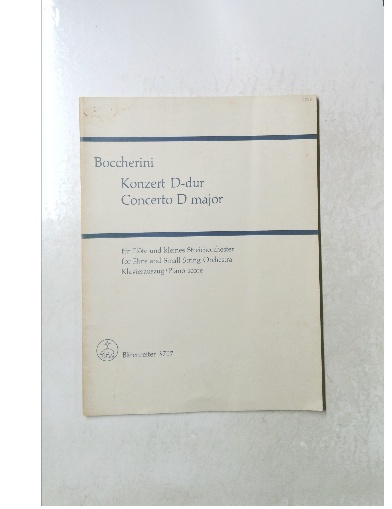 Boccherini
Konzert D-dur
Concerto D major
für Flöte und kleines Streichorchester
for Flute and Small String Orchestra
Klavierauszug · Piano score
Bärenreiter